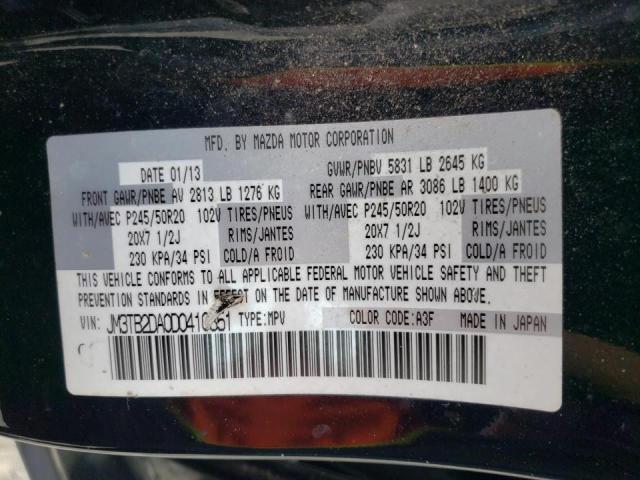 MFD. BY MAZDA MOTOR CORPORATION
DATE 01/13 GVWR/PNBV 5831 LB 2645 KG
FRONT GAWR/PNBE AV 2813 LB 1276 KG REAR GAWR/PNBE AR 3086 LB 1400 KG
WITH/AVEC P245/50R20 102V TIRES/PNEUS WITH/AVEC P245/50R20 102V TIRES/PNEUS
20X7 1/2J RIMS/JANTES 20X7 1/2J RIMS/JANTES
230 KPA/34 PSI COLD/A FROID 230 KPA/34 PSI COLD/A FROID
THIS VEHICLE CONFORMS TO ALL APPLICABLE FEDERAL MOTOR VEHICLE SAFETY AND THEFT
PREVENTION STANDARDS IN EFFECT ON THE DATE OF MANUFACTURE SHOWN ABOVE.
VIN: TYPE:MPV COLOR CODE: A3F MADE IN JAPAN